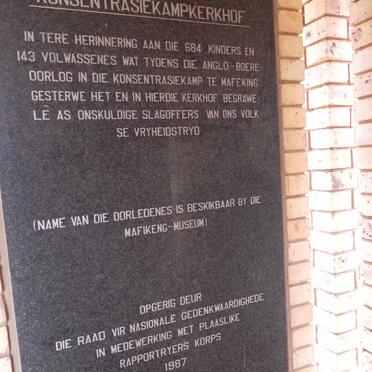 KONSENTRASIEKAMPKERKHOF
IN TERE HERINNERING AAN DIE 684 KINDERS EN
143 VOLWASSENES WAT TYDENS DIE ANGLO-BOERE-
OORLOG IN DIE KONSENTRASIEKAMP TE MAFEKING
GESTERWE HET EN IN HIERDIE KERKHOF BEGRAWE
LÊ AS ONSKULDIGE SLAGOFFERS VAN ONS VOLK
SE VRYHEIDSTRYD
(NAME VAN DIE OORLEDENES IS BESKIKBAAR BY DIE
MAFIKENG-MUSEUM)
OPGERIG DEUR
DIE RAAD VIR NASIONALE GEDENKWAARDIGHEDE
IN MEDEWERKING MET PLAASLIKE
RAPPORTRYERS KORPS
1987